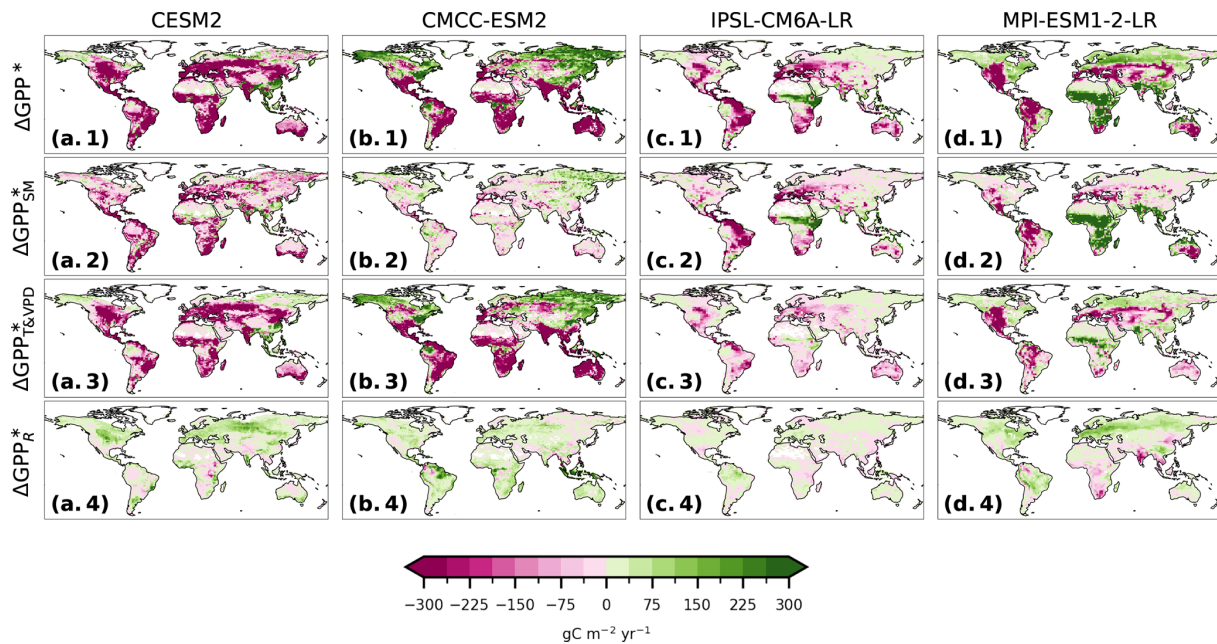 CESM2 CMCC-ESM2 IPSL-CM6A-LR MPI-ESM1-2-LR
ΔGPP* (a.1) (b.1) (c.1) (d.1)
ΔGPP*SM (a.2) (b.2) (c.2) (d.2)
ΔGPP*T&VPD (a.3) (b.3) (c.3) (d.3)
ΔGPP*R (a.4) (b.4) (c.4) (d.4)
−300 −225 −150 −75 0 75 150 225 300
gC m−2 yr−1